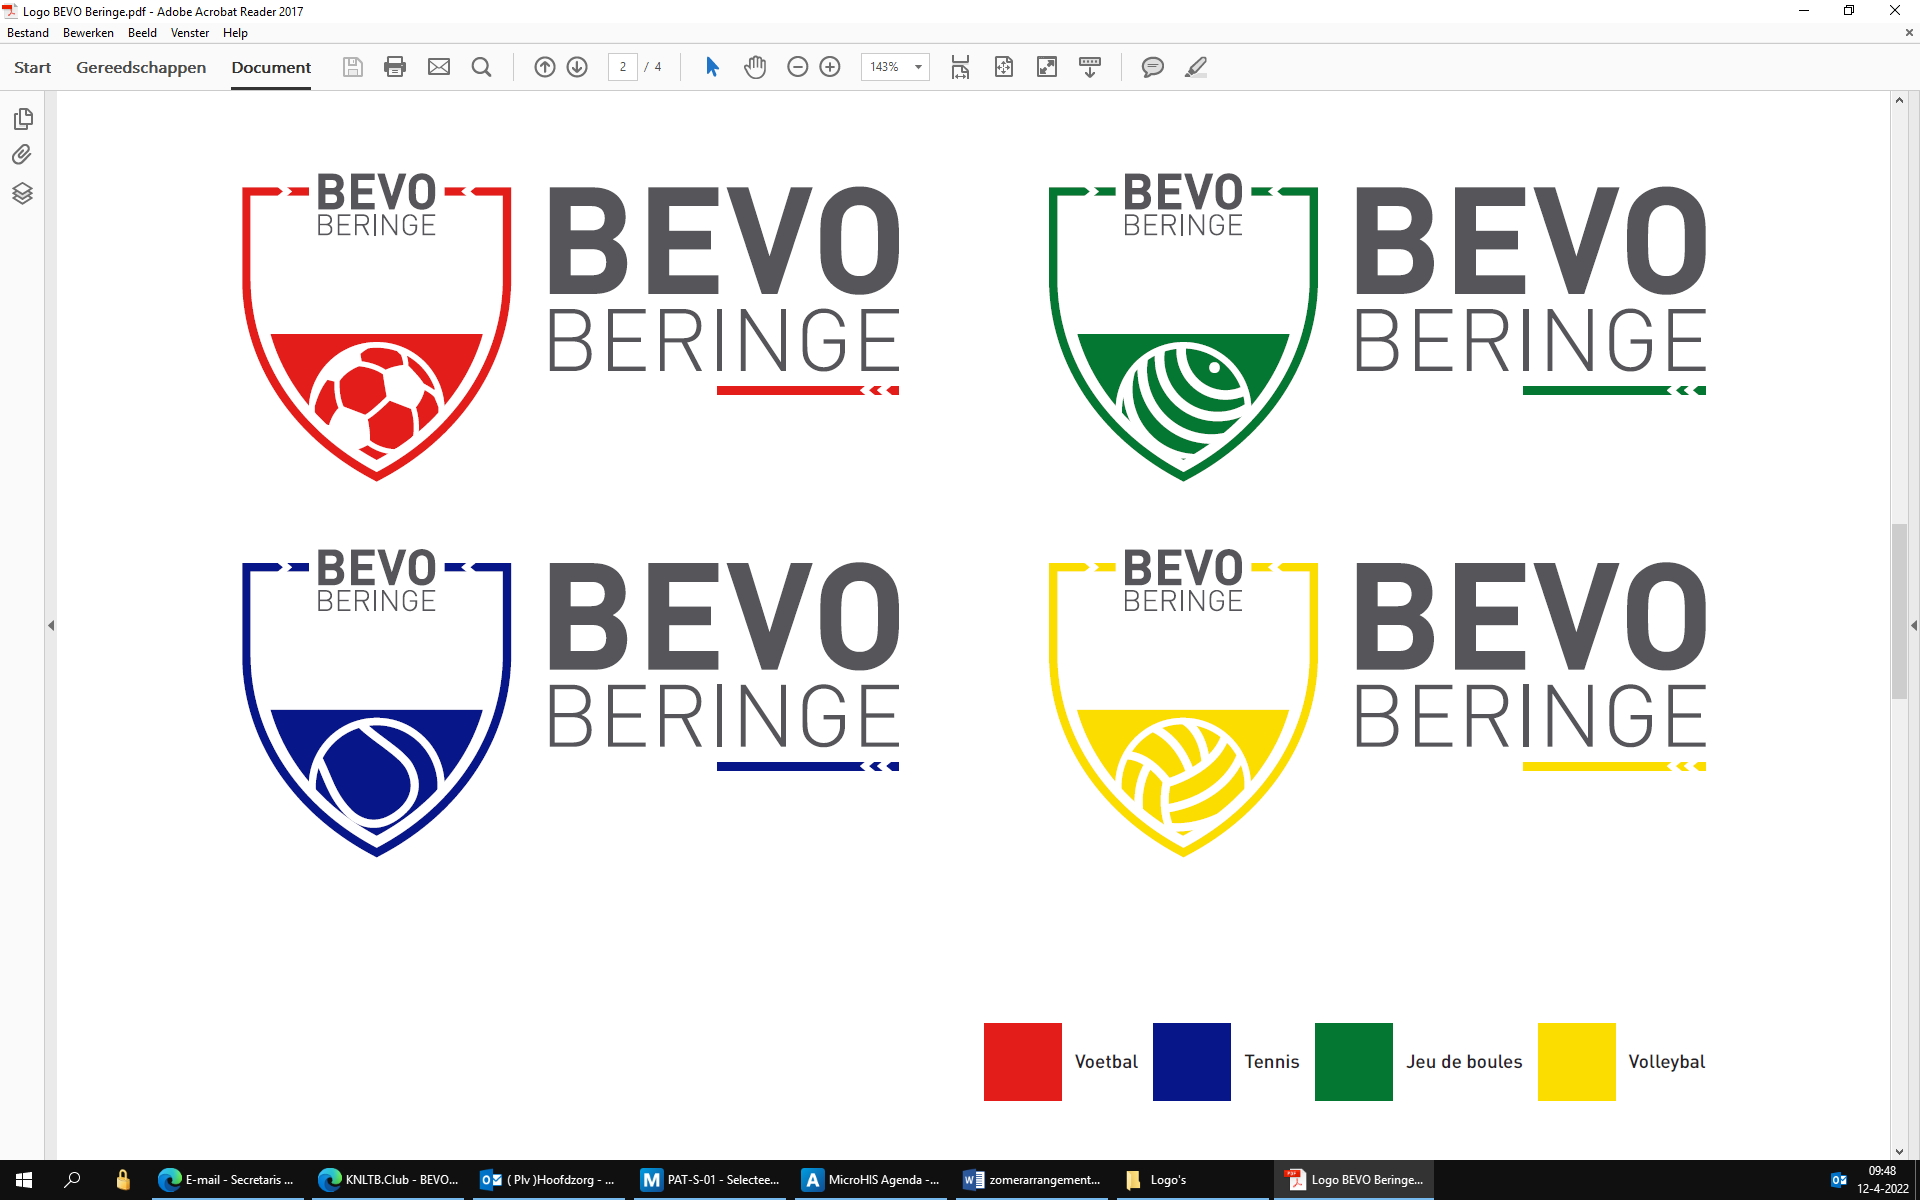 Logo BEVO Beringe.pdf - Adobe Acrobat Reader 2017
Bestand Bewerken Beeld Venster Help
Start Gereedschappen Document 2 / 4 143%
BEVO
BERINGE
BEVO
BERINGE
BEVO
BERINGE
BEVO
BERINGE
BEVO
BERINGE
BEVO
BERINGE
BEVO
BERINGE
BEVO
BERINGE
Voetbal Tennis Jeu de boules Volleybal
E-mail - Secretaris ... KNLTB.Club - BEVO... ( Plv )Hoofdzorg - ... M PAT-S-01 - Selectee... A MicroHIS Agenda -... zomerarrangement... Logo's Logo BEVO Beringe...
09:48
12-4-2022